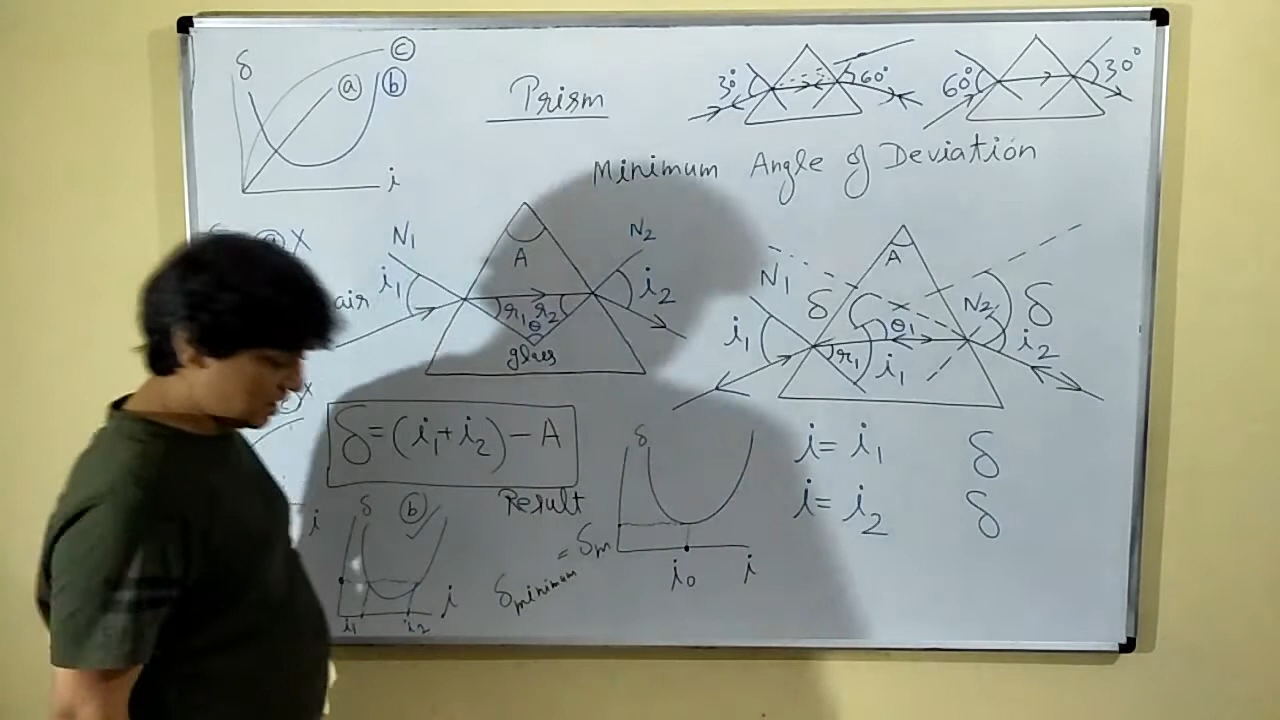 δ
c
a
b
i
Prism
30°
60°
60°
30°
Minimum Angle of Deviation
a X
N1
N2
A
air i1
i2
r1 r2
θ
glass
A
N1
δ
N2
δ
i1
θ1
r1
i1
i2
c X
i
δ=(i1+i2)-A
Result
δ
i = i1 δ
i = i2 δ
δ
b
i
i1 i2
δminimum = δm
i0
i